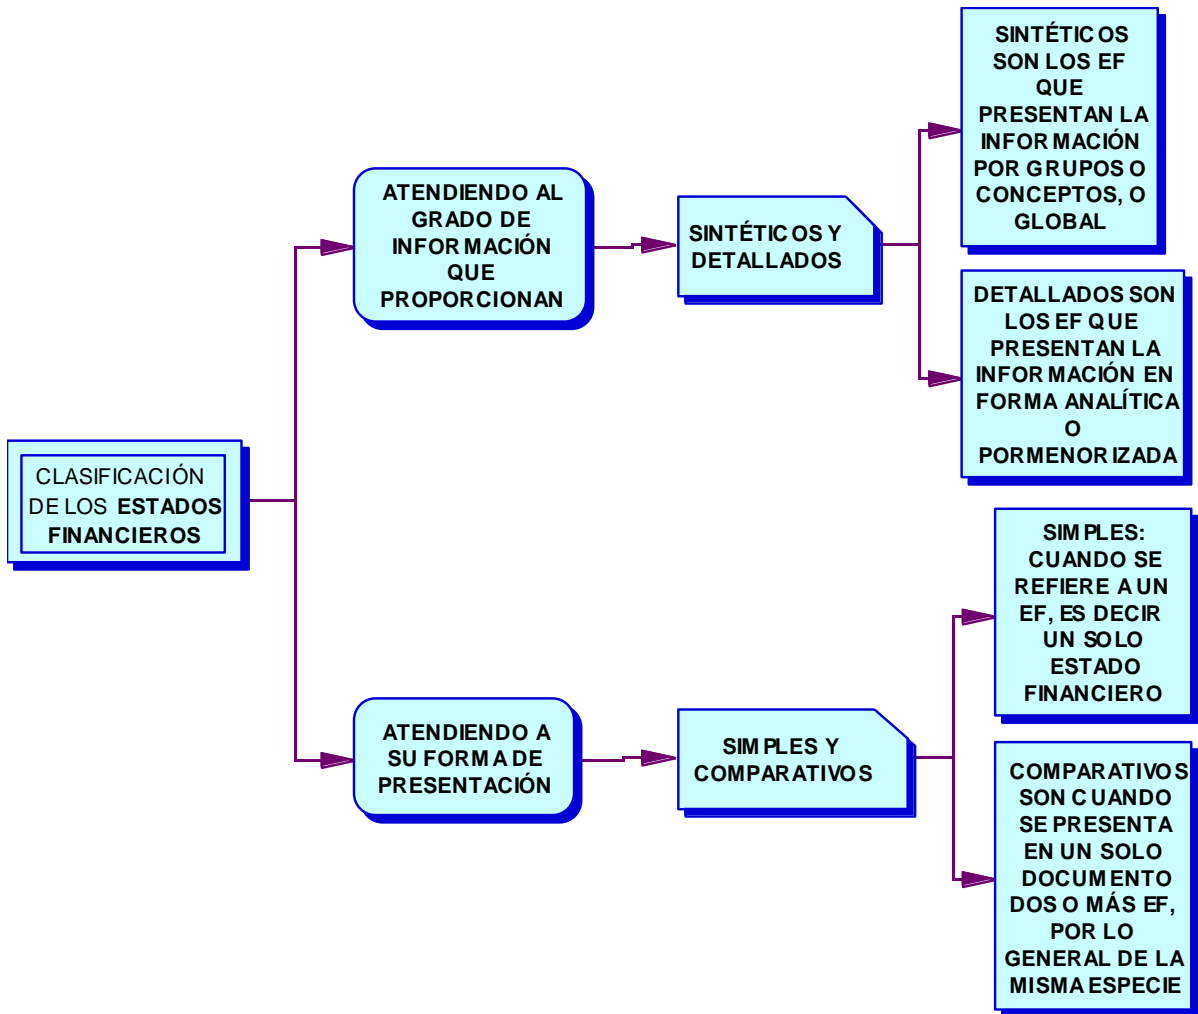 CLASIFICACIÓN
DE LOS ESTADOS
FINANCIEROS
ATENDIENDO AL
GRADO DE
INFORMACIÓN
QUE
PROPORCIONAN
SINTÉTICOS Y
DETALLADOS
SINTÉTICOS
SON LOS EF
QUE
PRESENTAN LA
INFORMACIÓN
POR GRUPOS O
CONCEPTOS, O
GLOBAL
DETALLADOS SON
LOS EF QUE
PRESENTAN LA
INFORMACIÓN EN
FORMA ANALÍTICA
O
PORMENORIZADA
ATENDIENDO A
SU FORMA DE
PRESENTACIÓN
SIMPLES Y
COMPARATIVOS
SIMPLES:
CUANDO SE
REFIERE A UN
EF, ES DECIR
UN SOLO
ESTADO
FINANCIERO
COMPARATIVOS
SON CUANDO
SE PRESENTA
EN UN SOLO
DOCUMENTO
DOS O MÁS EF,
POR LO
GENERAL DE LA
MISMA ESPECIE